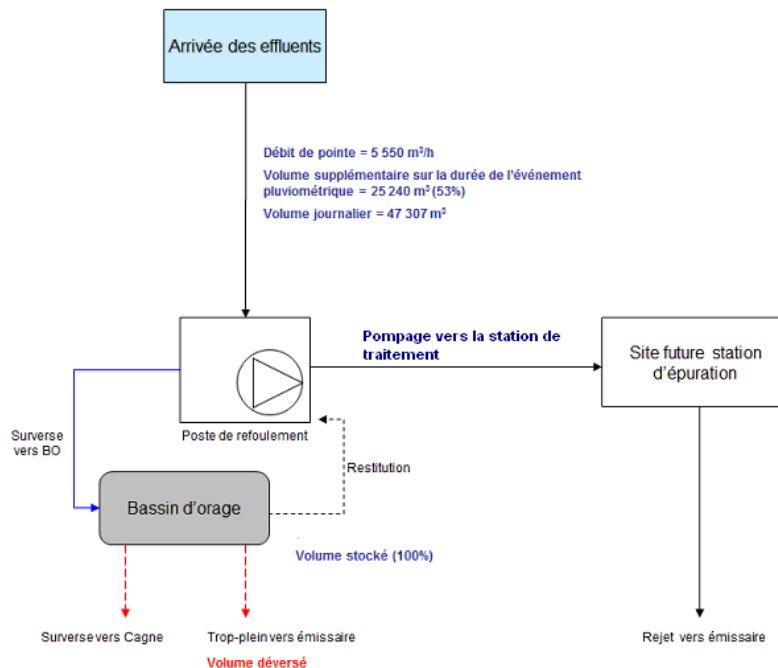 Arrivée des effluents
Débit de pointe = 5 550 m³/h
Volume supplémentaire sur la durée de l'événement
pluviométrique = 25 240 m³ (53%)
Volume journalier = 47 307 m³
Pompage vers la station de
traitement
Site future station
d'épuration
Poste de refoulement
Surverse
vers BO
Restitution
Bassin d'orage
Volume stocké (100%)
Surverse vers Cagne
Trop-plein vers émissaire
Volume déversé
Rejet vers émissaire